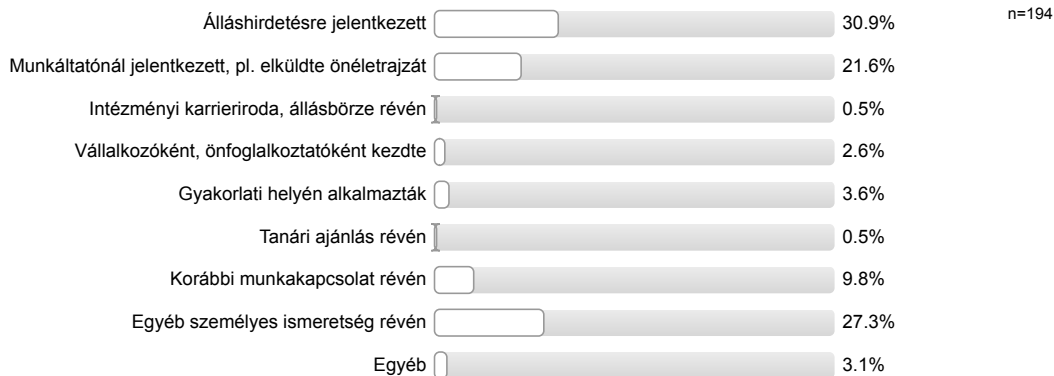 n=194
Álláshirdetésre jelentkezett 30.9%
Munkáltatónál jelentkezett, pl. elküldte önéletrajzát 21.6%
Intézményi karrieriroda, állásbörze révén 0.5%
Vállalkozóként, önfoglalkoztatóként kezdte 2.6%
Gyakorlati helyén alkalmazták 3.6%
Tanári ajánlás révén 0.5%
Korábbi munkakapcsolat révén 9.8%
Egyéb személyes ismeretség révén 27.3%
Egyéb 3.1%